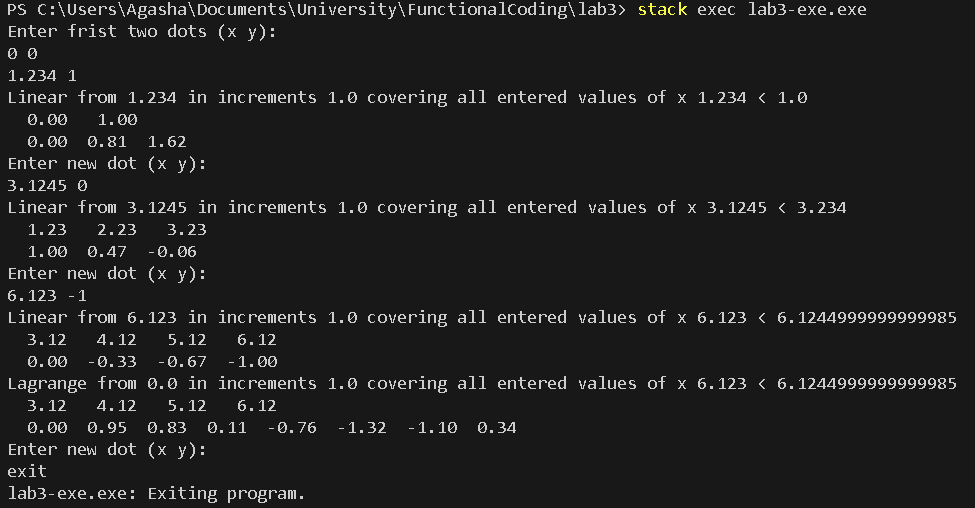 PS C:\Users\Agasha\Documents\University\FunctionalCoding\lab3> stack exec lab3-exe.exe
Enter frist two dots (x y):
0 0
1.234 1
Linear from 1.234 in increments 1.0 covering all entered values of x 1.234 < 1.0
0.00 1.00
0.00 0.81 1.62
Enter new dot (x y):
3.1245 0
Linear from 3.1245 in increments 1.0 covering all entered values of x 3.1245 < 3.234
1.23 2.23 3.23
1.00 0.47 -0.06
Enter new dot (x y):
6.123 -1
Linear from 6.123 in increments 1.0 covering all entered values of x 6.123 < 6.1244999999999985
3.12 4.12 5.12 6.12
0.00 -0.33 -0.67 -1.00
Lagrange from 0.0 in increments 1.0 covering all entered values of x 6.123 < 6.1244999999999985
3.12 4.12 5.12 6.12
0.00 0.95 0.83 0.11 -0.76 -1.32 -1.10 0.34
Enter new dot (x y):
exit
lab3-exe.exe: Exiting program.